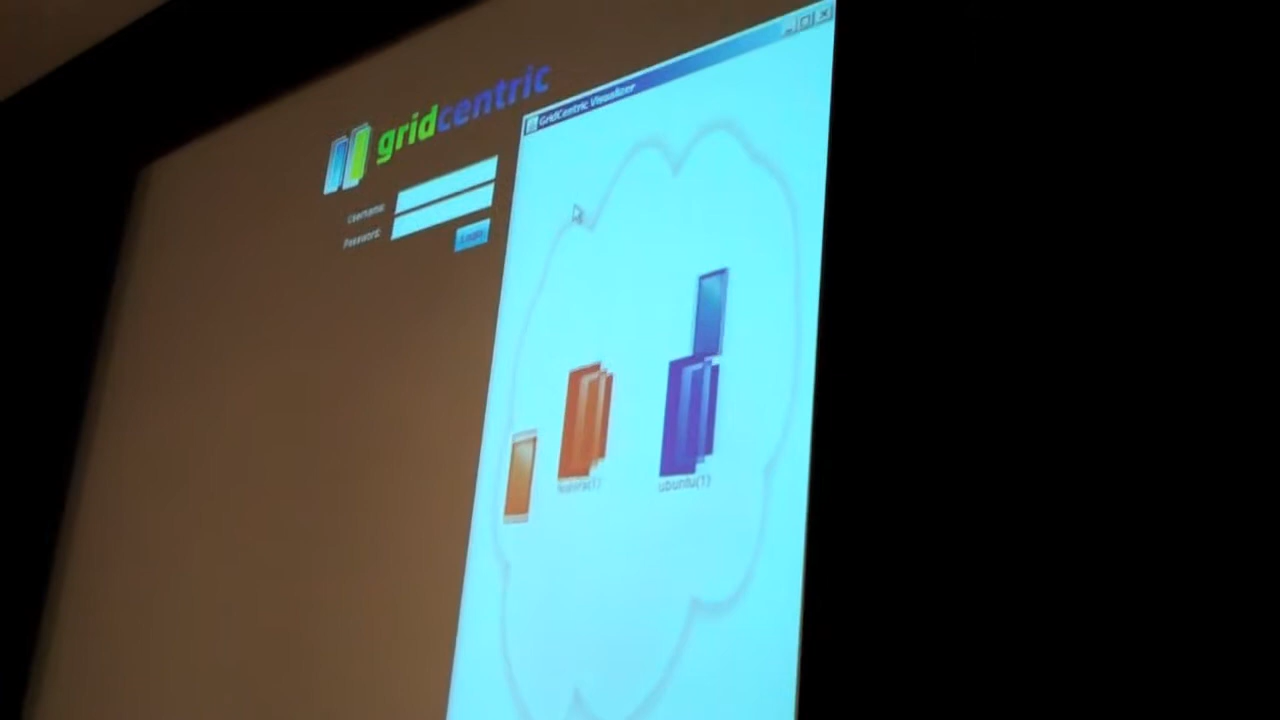 gridcentric
Username:
Password:
Login
GridCentric Visualizer
ubuntu(1)